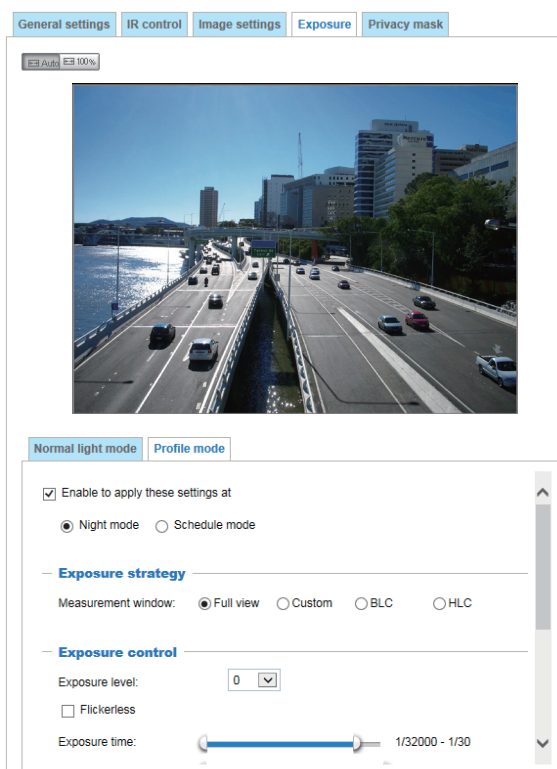 General settings IR control Image settings Exposure Privacy mask
Auto 100%
Normal light mode Profile mode
Enable to apply these settings at
Night mode Schedule mode
Exposure strategy
Measurement window: Full view Custom BLC HLC
Exposure control
Exposure level: 0
Flickerless
Exposure time: 1/32000 - 1/30